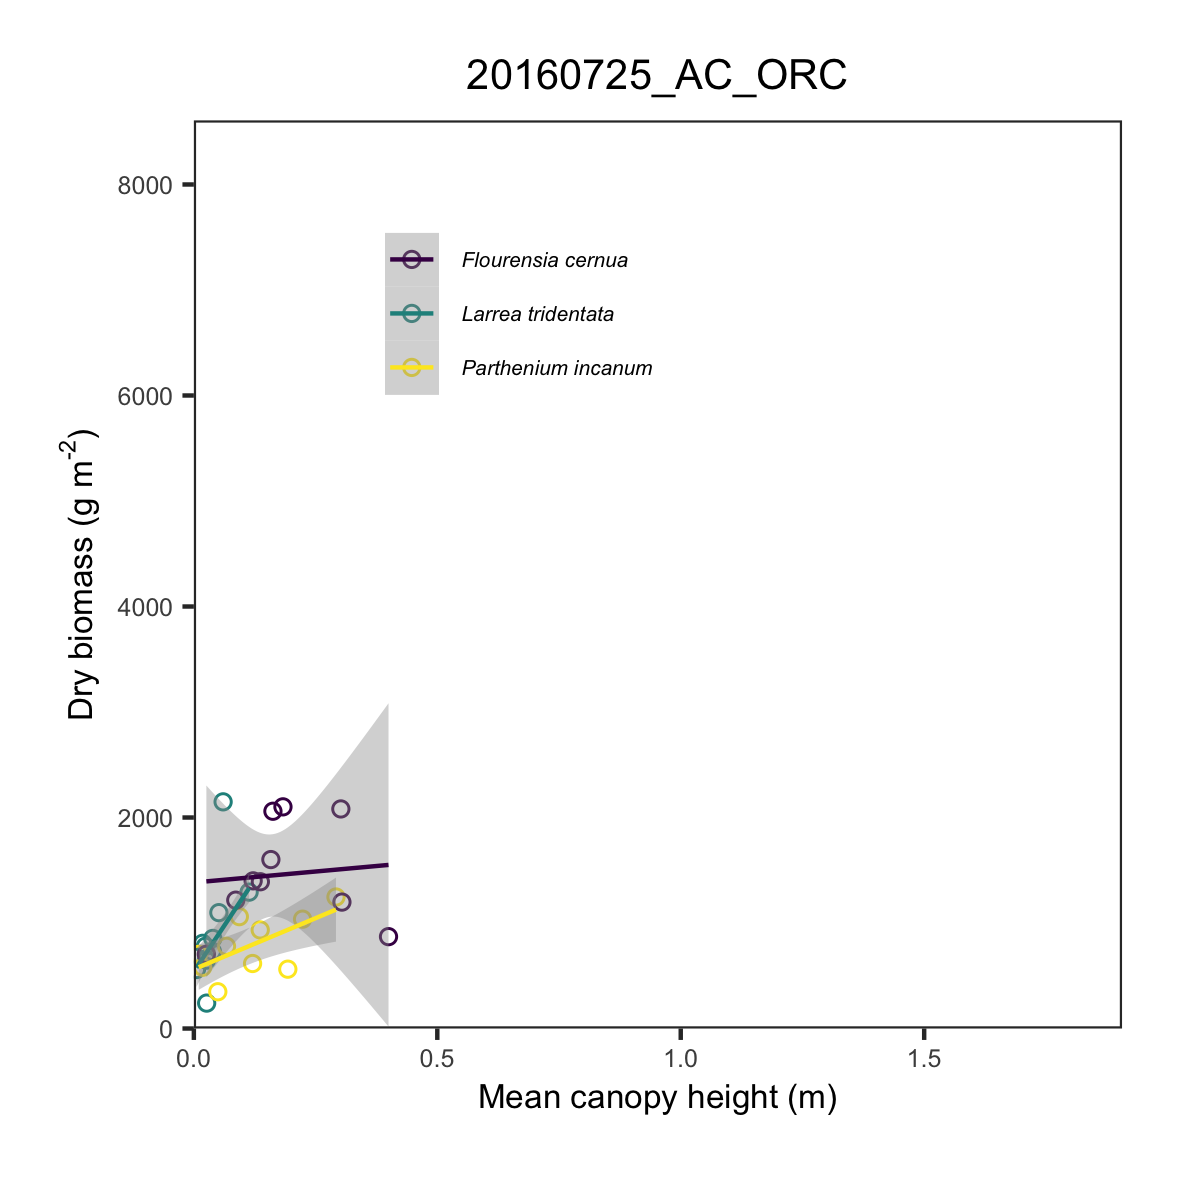 20160725_AC_ORC
8000
6000
4000
2000
0
Dry biomass (g m-2)
Flourensia cernua
Larrea tridentata
Parthenium incanum
0.0 0.5 1.0 1.5
Mean canopy height (m)